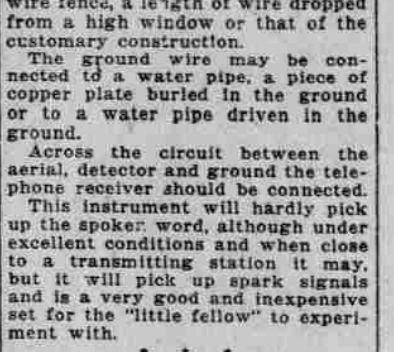 wire fence, a length of wire dropped
from a high window or that of the
customary construction.
The ground wire may be con-
nected to a water pipe, a piece of
copper plate buried in the ground
or to a water pipe driven in the
ground.
Across the circuit between the
aerial, detector and ground the tele-
phone receiver should be connected.
This instrument will hardly pick
up the spoken word, although under
excellent conditions and when close
to a transmitting station it may,
but it will pick up spark signals
and is a very good and inexpensive
set for the "little fellow" to experi-
ment with.